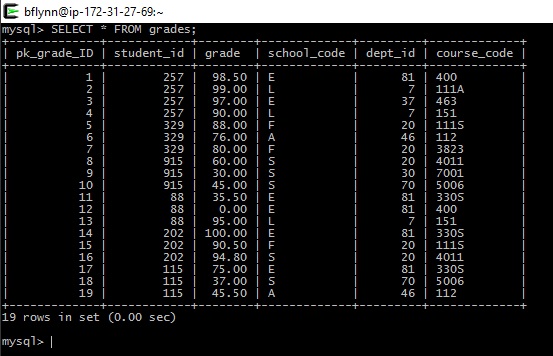 bflynn@ip-172-31-27-69:~
mysql> SELECT * FROM grades;
+-------------+------------+--------+-------------+---------+-------------+
| pk_grade_ID | student_id | grade  | school_code | dept_id | course_code |
+-------------+------------+--------+-------------+---------+-------------+
|           1 |        257 |  98.50 | E           |      81 | 400         |
|           2 |        257 |  99.00 | L           |       7 | 111A        |
|           3 |        257 |  97.00 | E           |      37 | 463         |
|           4 |        257 |  90.00 | L           |       7 | 151         |
|           5 |        329 |  88.00 | F           |      20 | 111S        |
|           6 |        329 |  76.00 | A           |      46 | 112         |
|           7 |        329 |  80.00 | F           |      20 | 3823        |
|           8 |        915 |  60.00 | S           |      20 | 4011        |
|           9 |        915 |  30.00 | S           |      30 | 7001        |
|          10 |        915 |  45.00 | S           |      70 | 5006        |
|          11 |         88 |  35.50 | E           |      81 | 330S        |
|          12 |         88 |   0.00 | E           |      81 | 400         |
|          13 |         88 |  95.00 | L           |       7 | 151         |
|          14 |        202 | 100.00 | E           |      81 | 330S        |
|          15 |        202 |  90.50 | F           |      20 | 111S        |
|          16 |        202 |  94.80 | S           |      20 | 4011        |
|          17 |        115 |  75.00 | E           |      81 | 330S        |
|          18 |        115 |  37.00 | S           |      70 | 5006        |
|          19 |        115 |  45.50 | A           |      46 | 112         |
+-------------+------------+--------+-------------+---------+-------------+
19 rows in set (0.00 sec)
mysql>